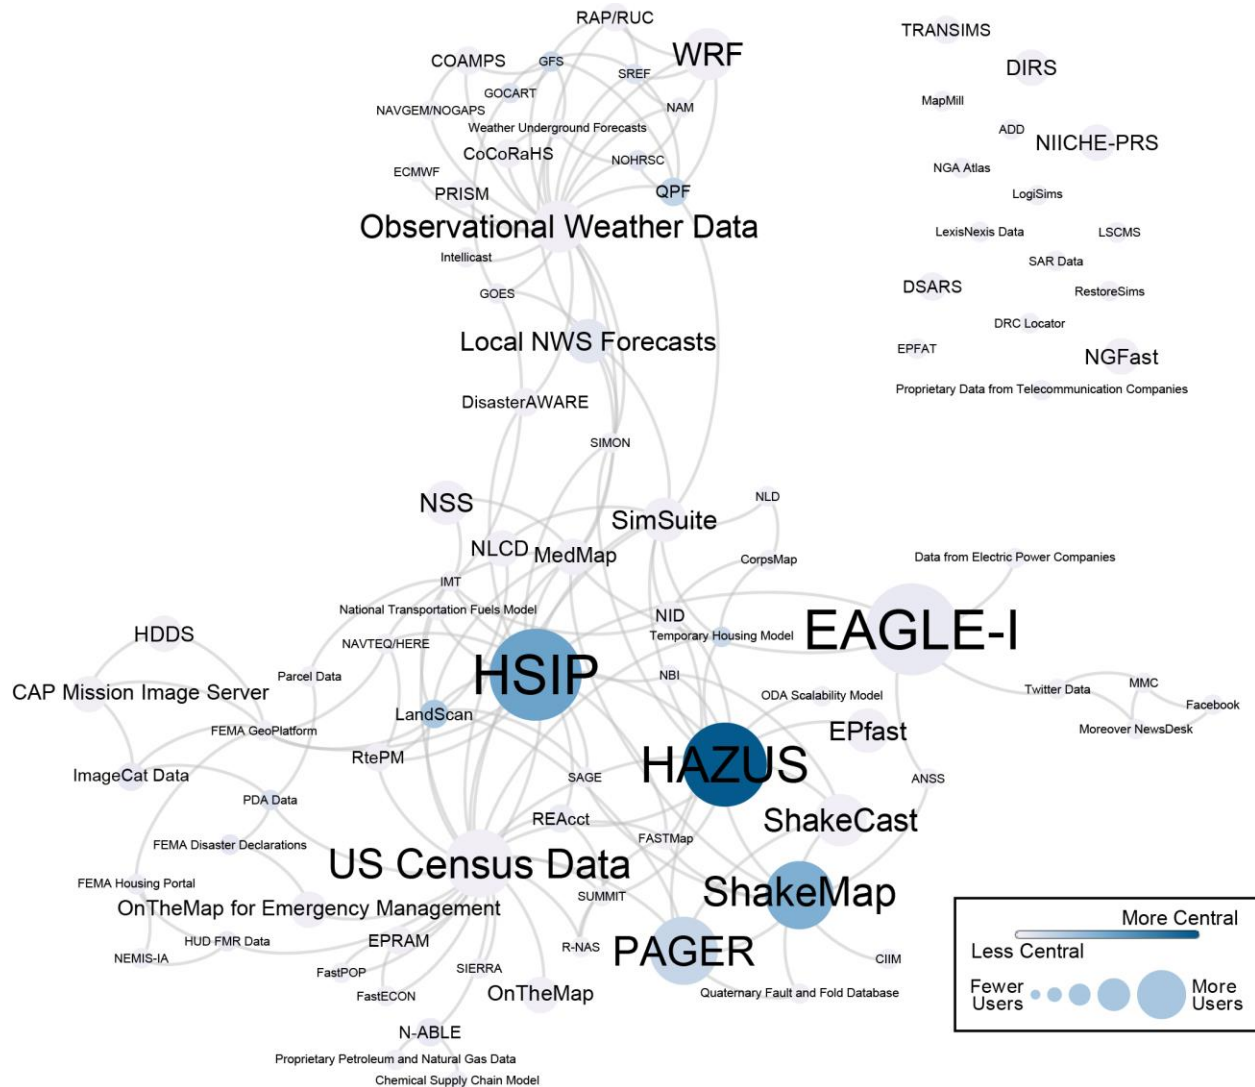 RAP/RUC
WRF
COAMPS
GFS
SREF
GOCART
NAVGEM/NOGAPS
NAM
Weather Underground Forecasts
CoCoRaHS
NOHRSC
ECMWF
PRISM
QPF
Observational Weather Data
Intellicast
GOES
Local NWS Forecasts
DisasterAWARE
SIMON
TRANSIMS
DIRS
MapMill
ADD
NIICHE-PRS
NGA Atlas
LogiSims
LexisNexis Data
LSCMS
SAR Data
DSARS
RestoreSims
DRC Locator
EPFAT
NGFast
Proprietary Data from Telecommunication Companies
NSS
SimSuite
NLD
NLCD
MedMap
CorpsMap
Data from Electric Power Companies
IMT
National Transportation Fuels Model
NID
EAGLE-I
HDDS
NAVTEQ/HERE
Temporary Housing Model
HSIP
NBI
CAP Mission Image Server
Parcel Data
ODA Scalability Model
Twitter Data
MMC
Facebook
LandScan
FEMA GeoPlatform
EPfast
Moreover NewsDesk
RtePM
HAZUS
ImageCat Data
SAGE
ANSS
PDA Data
REAcct
ShakeCast
FEMA Disaster Declarations
FASTMap
US Census Data
FEMA Housing Portal
SUMMIT
ShakeMap
OnTheMap for Emergency Management
HUD FMR Data
EPRAM
R-NAS
PAGER
NEMIS-IA
FastPOP
SIERRA
CIIM
FastECON
OnTheMap
Quaternary Fault and Fold Database
N-ABLE
Proprietary Petroleum and Natural Gas Data
Chemical Supply Chain Model
More Central
Less Central
Fewer
Users
More
Users